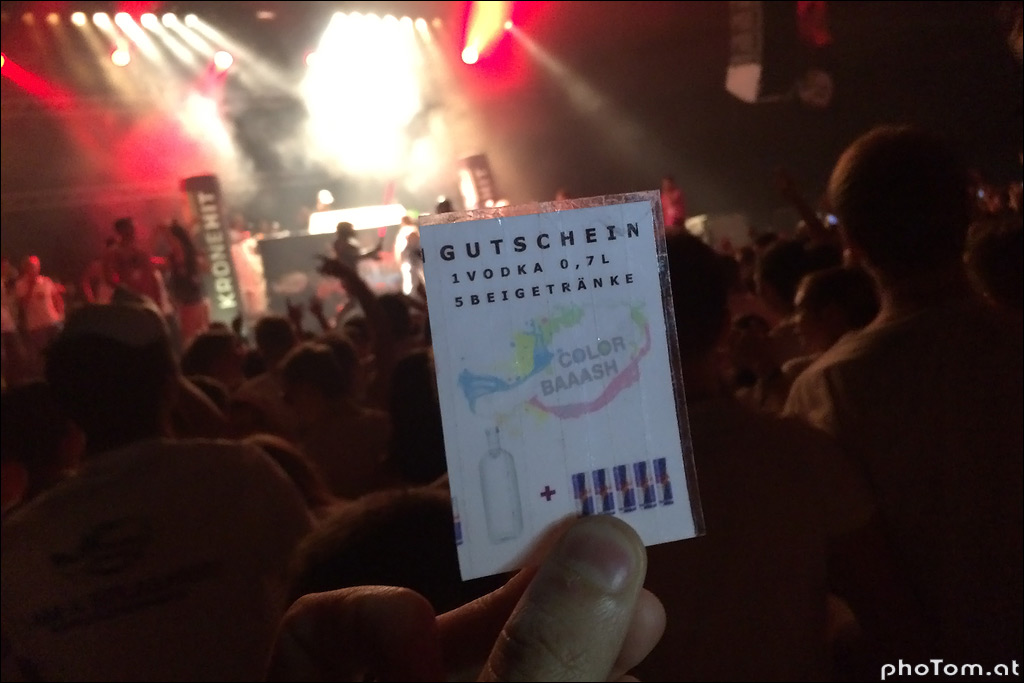 KRONEHIT
GUTSCHEIN
1VODKA 0,7L
5BEIGETRÄNKE
COLOR-
BAAASH
+
phoTom.at